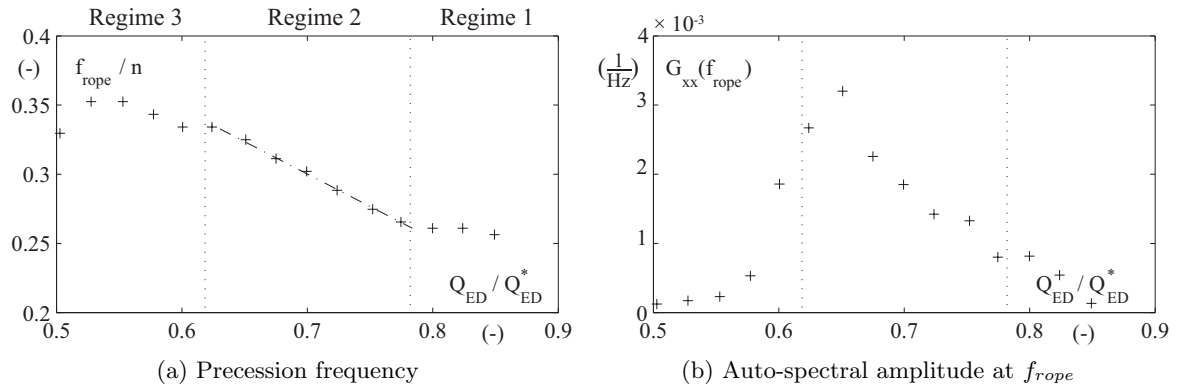 Regime 3 Regime 2 Regime 1
0.4
(-)
f_rope / n
0.35
0.3
0.25
0.2
Q_ED / Q*_ED
0.5 0.6 0.7 0.8 (-) 0.9
(a) Precession frequency
× 10⁻³
4
(1/Hz)
G_xx(f_rope)
3
2
1
0
Q_ED / Q*_ED
0.5 0.6 0.7 0.8 (-) 0.9
(b) Auto-spectral amplitude at f_rope